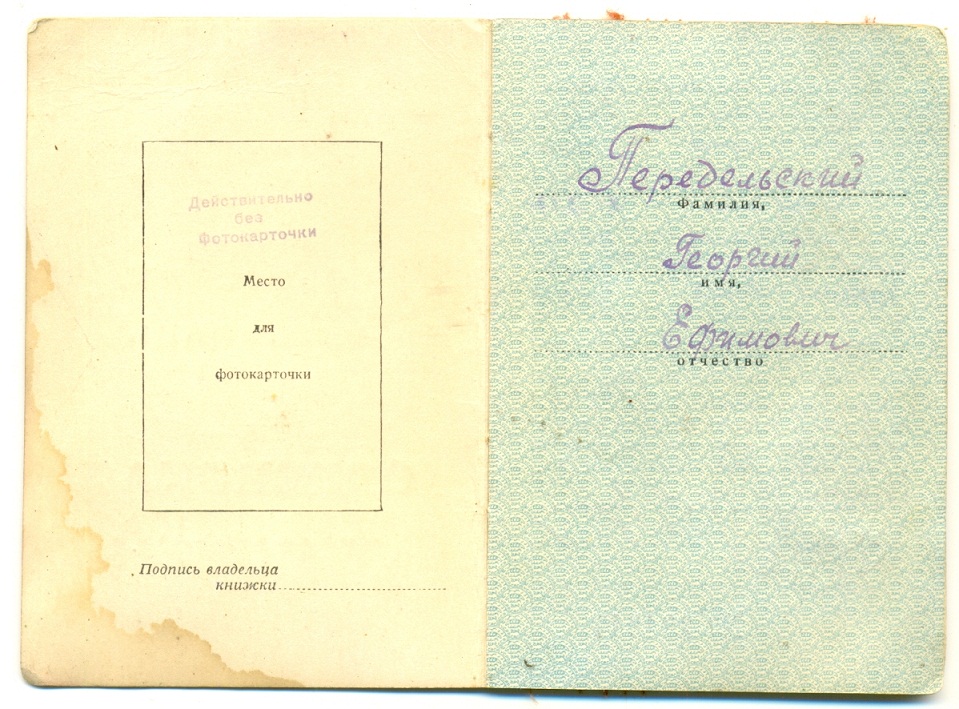 Действительно
без
фотокарточки
Место
для
фотокарточки
Подпись владельца
книжки
Передельский
Фамилия,
Георгий
имя,
Ефимович
отчество